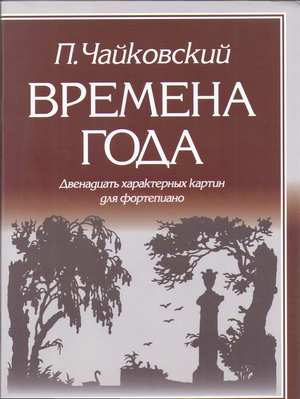 П.Чайковский
ВРЕМЕНА
ГОДА
Двенадцать характерных картин
для фортепиано